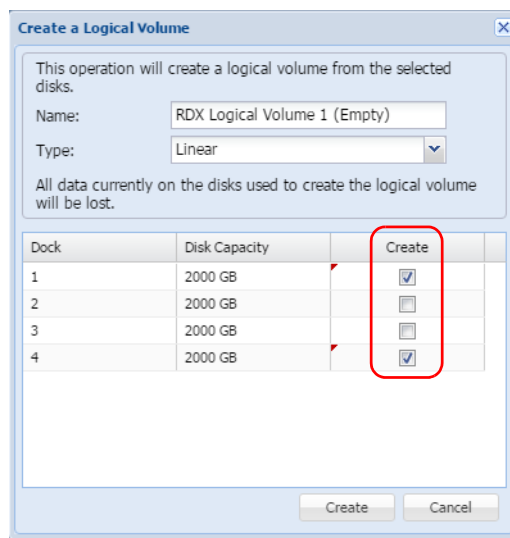 Create a Logical Volume
This operation will create a logical volume from the selected
disks.
Name: RDX Logical Volume 1 (Empty)
Type: Linear
All data currently on the disks used to create the logical volume
will be lost.
Dock Disk Capacity Create
1 2000 GB
2 2000 GB
3 2000 GB
4 2000 GB
Create Cancel